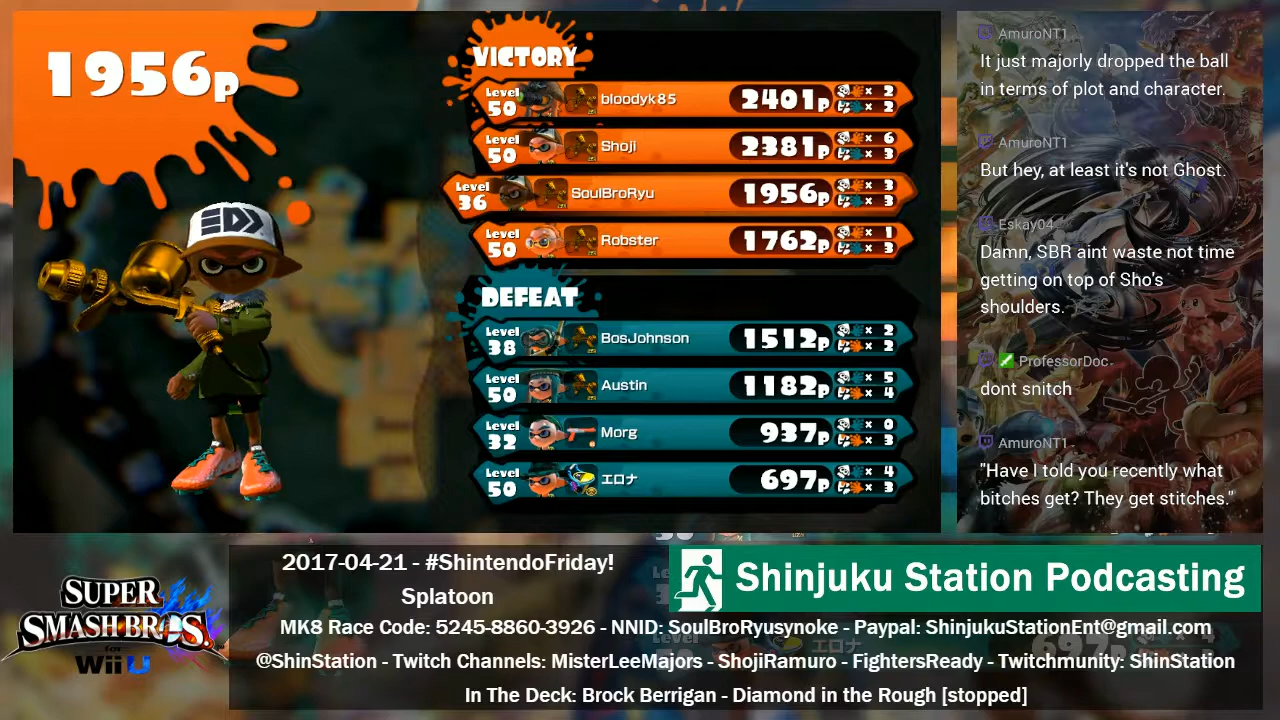 1956p
VICTORY
Level 50 bloodyk85 2401p x 2 x 2
Level 50 Shoji 2381p x 6 x 3
Level 36 SoulBroRyu 1956p x 3 x 3
Level 50 Robster 1762p x 1 x 3
DEFEAT
Level 38 BosJohnson 1512p x 2 x 2
Level 50 Austin 1182p x 5 x 4
Level 32 Morg 937p x 0 x 3
Level 50 エロナ 697p x 4 x 3
AmuroNT1
It just majorly dropped the ball
in terms of plot and character.
AmuroNT1
But hey, at least it's not Ghost.
Eskay04
Damn, SBR aint waste not time
getting on top of Sho's
shoulders.
ProfessorDoc
dont snitch
AmuroNT1
"Have I told you recently what
bitches get? They get stitches."
SUPER
SMASH BROS.
for
Wii U
2017-04-21 - #ShintendoFriday!
Splatoon
Shinjuku Station Podcasting
MK8 Race Code: 5245-8860-3926 - NNID: SoulBroRyusynoke - Paypal: ShinjukuStationEnt@gmail.com
@ShinStation - Twitch Channels: MisterLeeMajors - ShojiRamuro - FightersReady - Twitchmunity: ShinStation
In The Deck: Brock Berrigan - Diamond in the Rough [stopped]